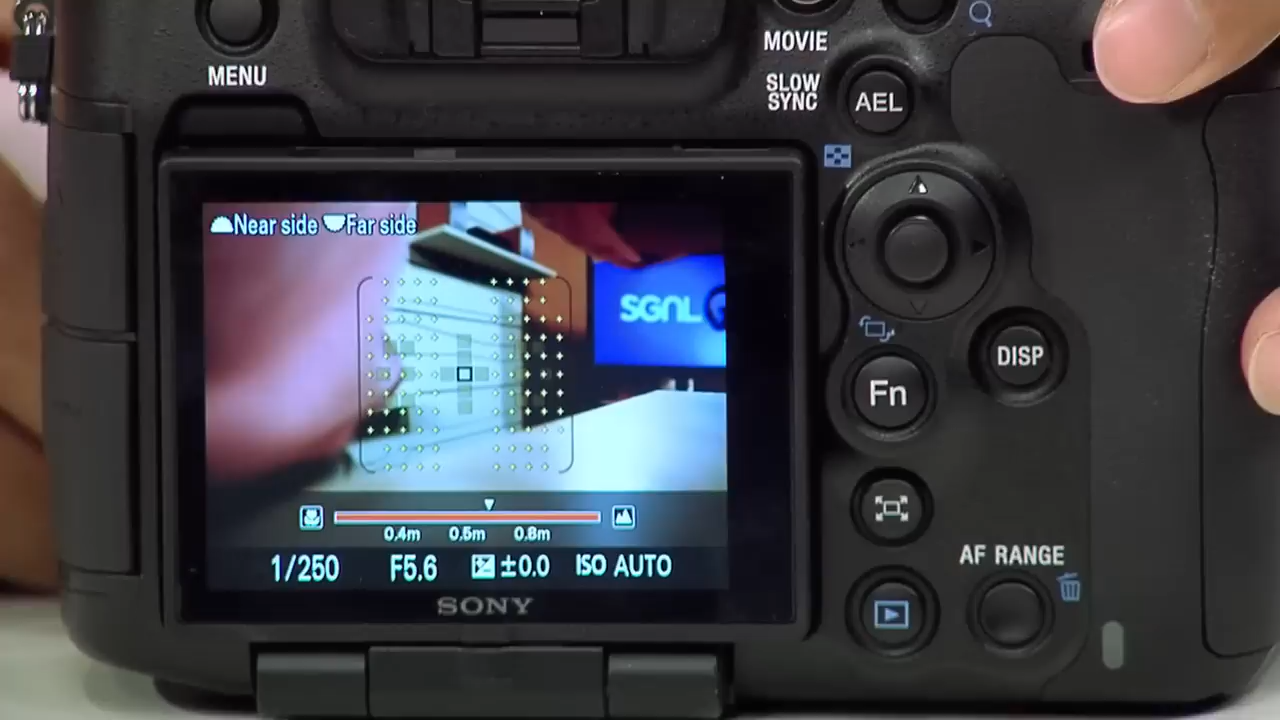 MENU
MOVIE
SLOW
SYNC
AEL
Near side Far side
SGNL
DISP
Fn
0.4m 0.5m 0.8m
1/250 F5.6 ±0.0 ISO AUTO
AF RANGE
SONY